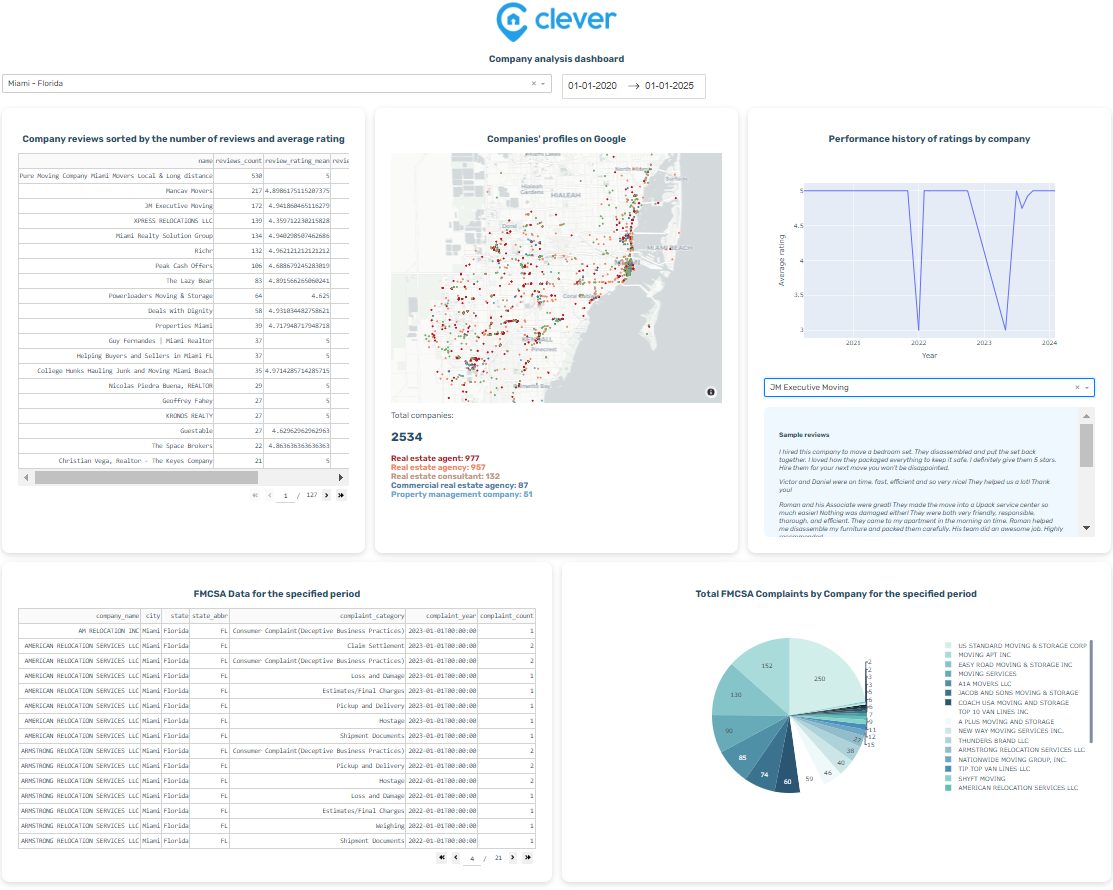 clever
Company analysis dashboard
Miami - Florida
01-01-2020 → 01-01-2025
Company reviews sorted by the number of reviews and average rating
name reviews_count review_rating_mean revie
Pure Moving Company Miami Movers Local & Long distance 530 5
Mancav Movers 217 4.8986175115207375
JM Executive Moving 172 4.941860465116279
XPRESS RELOCATIONS LLC 139 4.359712230215828
Miami Realty Solution Group 134 4.940298507462686
Richr 132 4.962121212121212
Peak Cash Offers 106 4.688679245283019
The Lazy Bear 83 4.891566265060241
Powerloaders Moving & Storage 64 4.625
Deals With Dignity 58 4.931034482758621
Properties Miami 39 4.717948717948718
Guy Fernandes | Miami Realtor 37 5
Helping Buyers and Sellers in Miami FL 37 5
College Hunks Hauling Junk and Moving Miami Beach 35 4.9714285714285715
Nicolas Piedra Buena, REALTOR 29 5
Geoffrey Fahey 27 5
KRONOS REALTY 27 5
Guestable 27 4.62962962962963
The Space Brokers 22 4.863636363636363
Christian Vega, Realtor - The Keyes Company 21 5
1 / 127
Companies' profiles on Google
Hialeah
Gardens
HIALEAH
Doral
MIAMI BEACH
KENDALL
Pinecrest
Total companies:
2534
Real estate agent: 977
Real estate agency: 957
Real estate consultant: 132
Commercial real estate agency: 87
Property management company: 51
Performance history of ratings by company
Average rating
5
4.5
4
3.5
3
2021 2022 2023 2024
Year
JM Executive Moving
Sample reviews
I hired this company to move a bedroom set. They disassembled and put the set back
together. I loved how they packaged everything to keep it safe. I definitely give them 5 stars.
Hire them for your next move you won't be disappointed.
Victor and Daniel were on time, fast, efficient and so very nice! They helped us a lot! Thank
you!
Roman and his Associate were great! They made the move into a Upack service center so
much easier! Nothing was damaged either! They were both very friendly, responsible,
thorough, and efficient. They came to my apartment in the morning on time. Roman helped
me disassemble my furniture and packed them carefully. His team did an awesome job. Highly
recommended
FMCSA Data for the specified period
company_name city state state_abbr complaint_category complaint_year complaint_count
AM RELOCATION INC Miami Florida FL Consumer Complaint(Deceptive Business Practices) 2023-01-01T00:00:00 1
AMERICAN RELOCATION SERVICES LLC Miami Florida FL Claim Settlement 2023-01-01T00:00:00 2
AMERICAN RELOCATION SERVICES LLC Miami Florida FL Consumer Complaint(Deceptive Business Practices) 2023-01-01T00:00:00 2
AMERICAN RELOCATION SERVICES LLC Miami Florida FL Loss and Damage 2023-01-01T00:00:00 1
AMERICAN RELOCATION SERVICES LLC Miami Florida FL Estimates/Final Charges 2023-01-01T00:00:00 1
AMERICAN RELOCATION SERVICES LLC Miami Florida FL Pickup and Delivery 2023-01-01T00:00:00 1
AMERICAN RELOCATION SERVICES LLC Miami Florida FL Hostage 2023-01-01T00:00:00 1
AMERICAN RELOCATION SERVICES LLC Miami Florida FL Shipment Documents 2023-01-01T00:00:00 1
ARMSTRONG RELOCATION SERVICES LLC Miami Florida FL Consumer Complaint(Deceptive Business Practices) 2022-01-01T00:00:00 2
ARMSTRONG RELOCATION SERVICES LLC Miami Florida FL Pickup and Delivery 2022-01-01T00:00:00 2
ARMSTRONG RELOCATION SERVICES LLC Miami Florida FL Hostage 2022-01-01T00:00:00 2
ARMSTRONG RELOCATION SERVICES LLC Miami Florida FL Loss and Damage 2022-01-01T00:00:00 1
ARMSTRONG RELOCATION SERVICES LLC Miami Florida FL Estimates/Final Charges 2022-01-01T00:00:00 1
ARMSTRONG RELOCATION SERVICES LLC Miami Florida FL Weighing 2022-01-01T00:00:00 1
ARMSTRONG RELOCATION SERVICES LLC Miami Florida FL Shipment Documents 2022-01-01T00:00:00 1
4 / 21
Total FMCSA Complaints by Company for the specified period
250
152
130
90
85
74
60
59
46
40
38
22
15
12
11
9
7
6
6
5
3
3
2
2
US STANDARD MOVING & STORAGE CORP
MOVING APT INC
EASY ROAD MOVING & STORAGE INC
MOVING SERVICES
A1A MOVERS LLC
JACOB AND SONS MOVING & STORAGE
COACH USA MOVING AND STORAGE
TOP 10 VAN LINES INC
A PLUS MOVING AND STORAGE
NEW WAY MOVING SERVICES INC.
THUNDERS BRAND LLC
ARMSTRONG RELOCATION SERVICES LLC
NATIONWIDE MOVING GROUP, INC.
TIP TOP VAN LINES LLC
SHYFT MOVING
AMERICAN RELOCATION SERVICES LLC